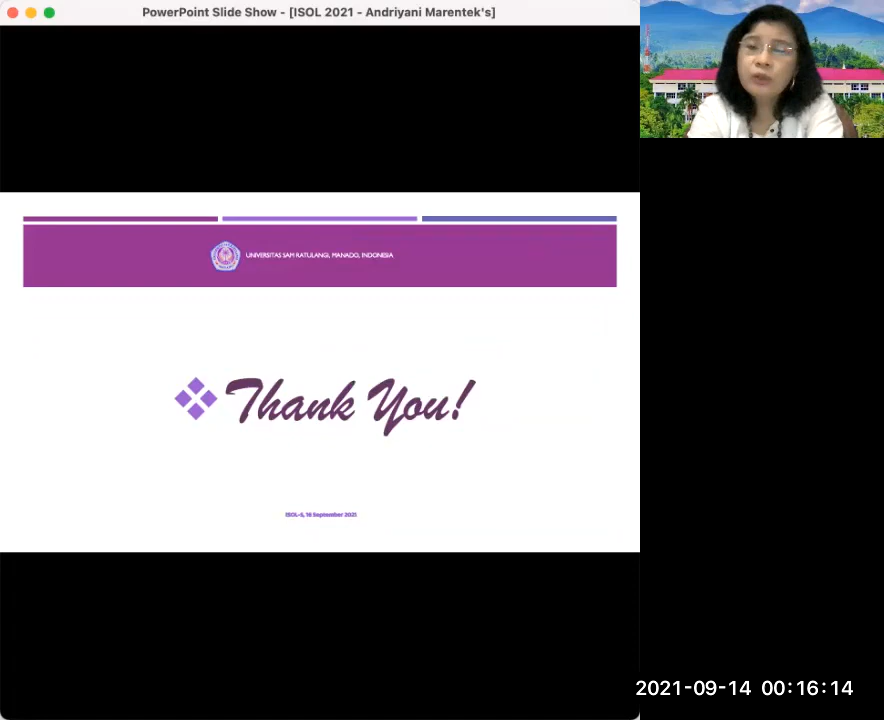 PowerPoint Slide Show - [ISOL 2021 - Andriyani Marentek's]
UNIVERSITAS SAM RATULANGI, MANADO, INDONESIA
Thank You!
ISOL-5, 16 September 2021
2021-09-14 00:16:14